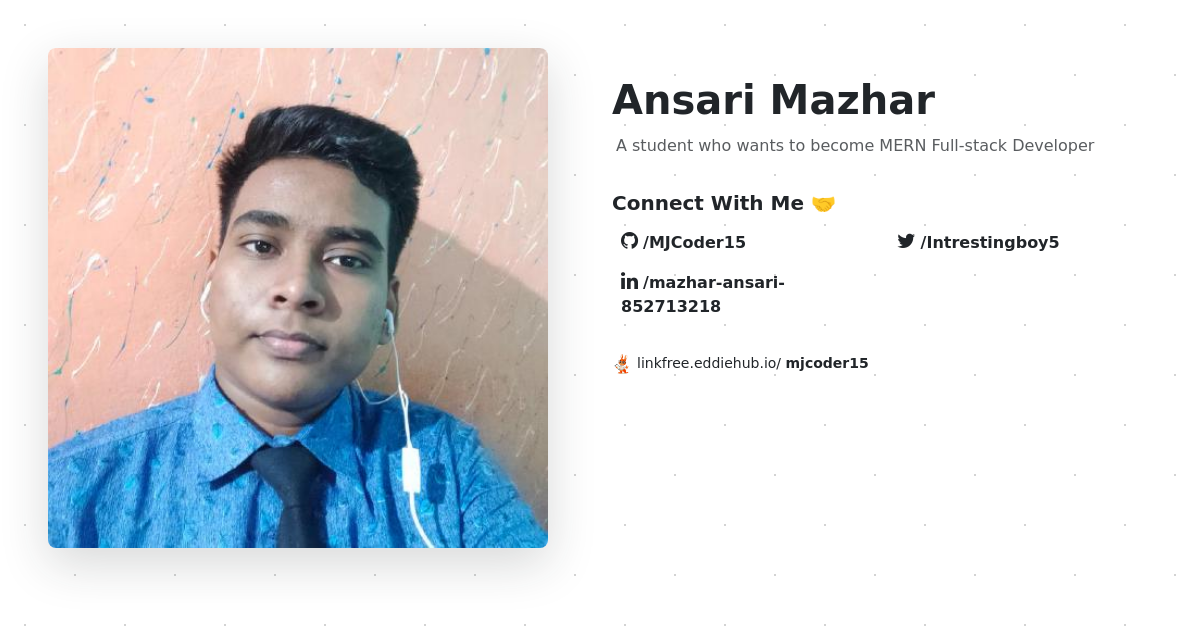 Ansari Mazhar
A student who wants to become MERN Full-stack Developer
Connect With Me 🤝
/MJCoder15
/Intrestingboy5
/mazhar-ansari-
852713218
linkfree.eddiehub.io/ mjcoder15